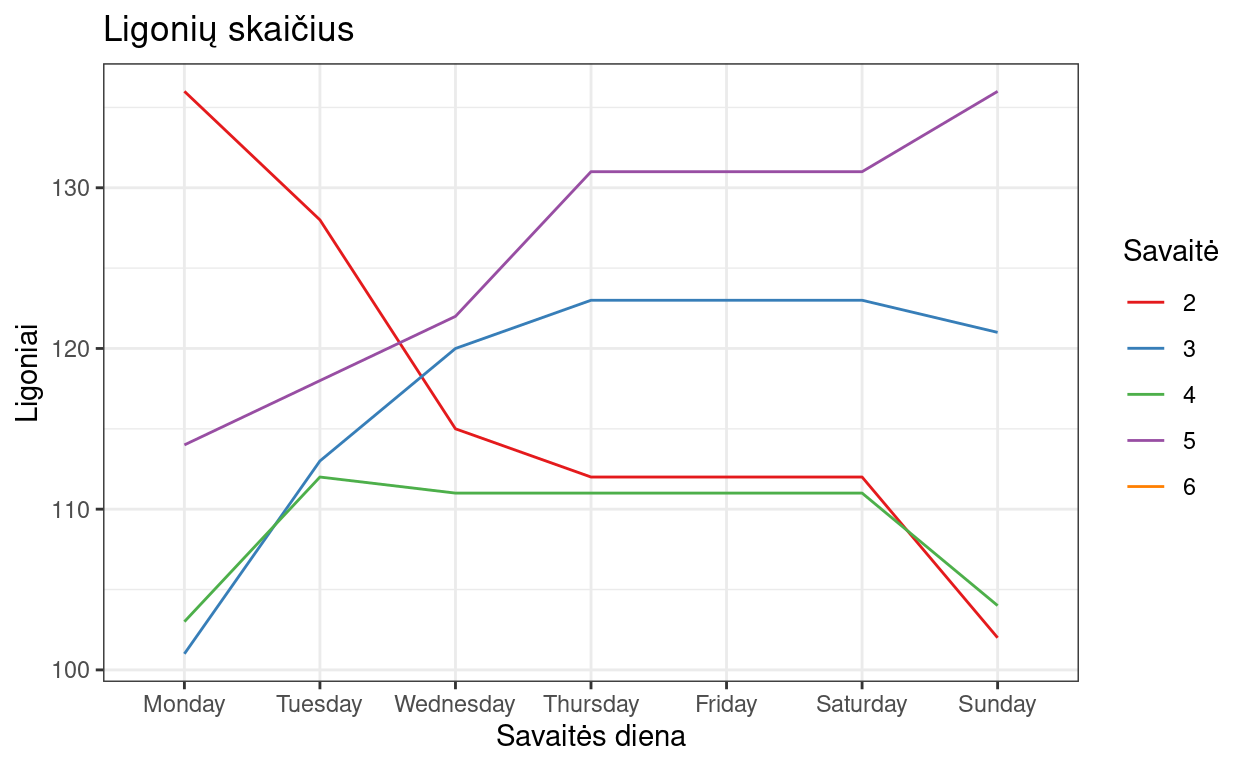 Ligonių skaičius
Ligoniai
130
120
110
100
Monday Tuesday Wednesday Thursday Friday Saturday Sunday
Savaitės diena
Savaitė
2
3
4
5
6